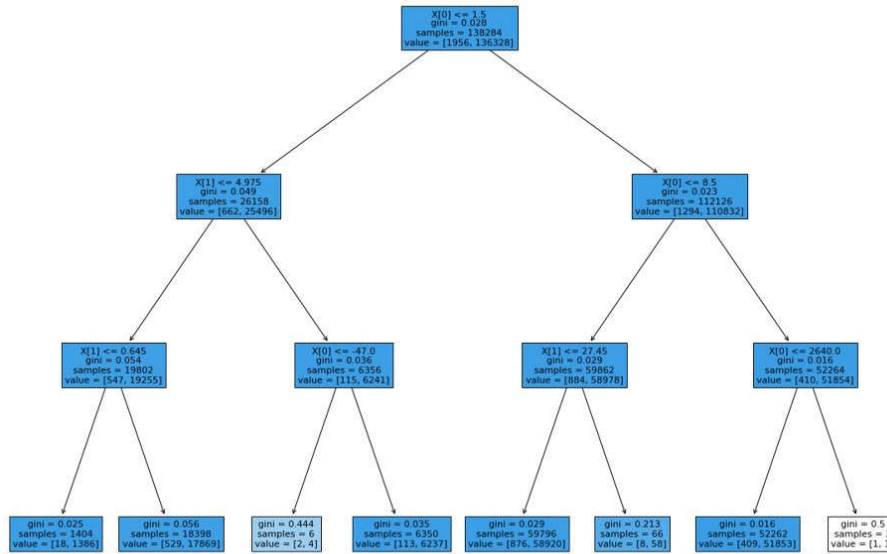 X[0] <= 1.5
gini = 0.028
samples = 138284
value = [1956, 136328]
X[1] <= 4.975
gini = 0.049
samples = 26158
value = [662, 25496]
X[0] <= 8.5
gini = 0.023
samples = 112126
value = [1294, 110832]
X[1] <= 0.645
gini = 0.054
samples = 19802
value = [547, 19255]
X[0] <= -47.0
gini = 0.036
samples = 6356
value = [115, 6241]
X[1] <= 27.45
gini = 0.029
samples = 59862
value = [884, 58978]
X[0] <= 2640.0
gini = 0.016
samples = 52264
value = [410, 51854]
gini = 0.025
samples = 1404
value = [18, 1386]
gini = 0.056
samples = 18398
value = [529, 17869]
gini = 0.444
samples = 6
value = [2, 4]
gini = 0.035
samples = 6350
value = [113, 6237]
gini = 0.029
samples = 59796
value = [876, 58920]
gini = 0.213
samples = 66
value = [8, 58]
gini = 0.016
samples = 52262
value = [409, 51853]
gini = 0.5
samples =
value = [1,